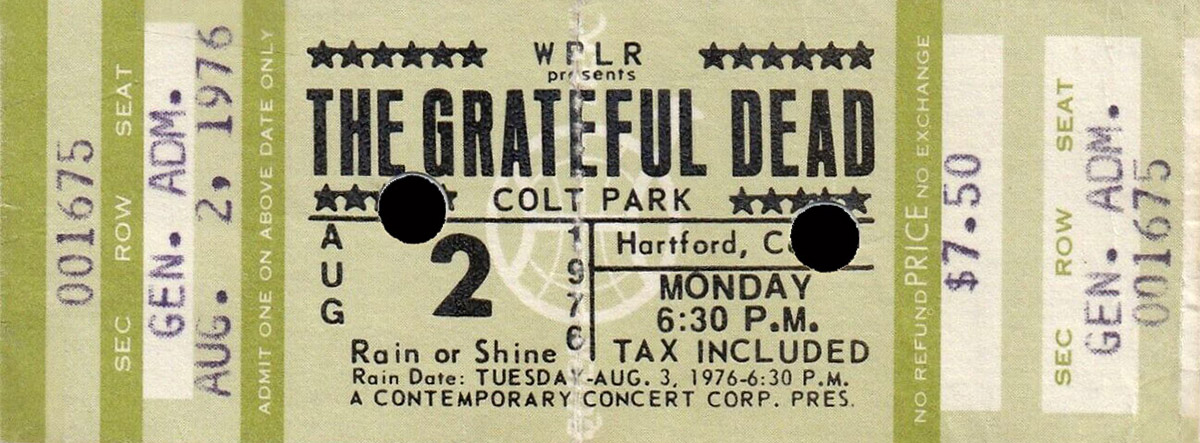 001675
SEC ROW SEAT
GEN. ADM.
AUG. 2, 1976
ADMIT ONE ON ABOVE DATE ONLY
★★★★★★ WPLR ★★★★★★
presents
THE GRATEFUL DEAD
COLT PARK
AUG
2
1976
Hartford,
MONDAY
6:30 P.M.
TAX INCLUDED
Rain or Shine
Rain Date: TUESDAY-AUG. 3, 1976-6:30 P.M.
A CONTEMPORARY CONCERT CORP. PRES.
NO REFUND PRICE NO EXCHANGE
$7.50
SEC ROW SEAT
GEN. ADM.
001675